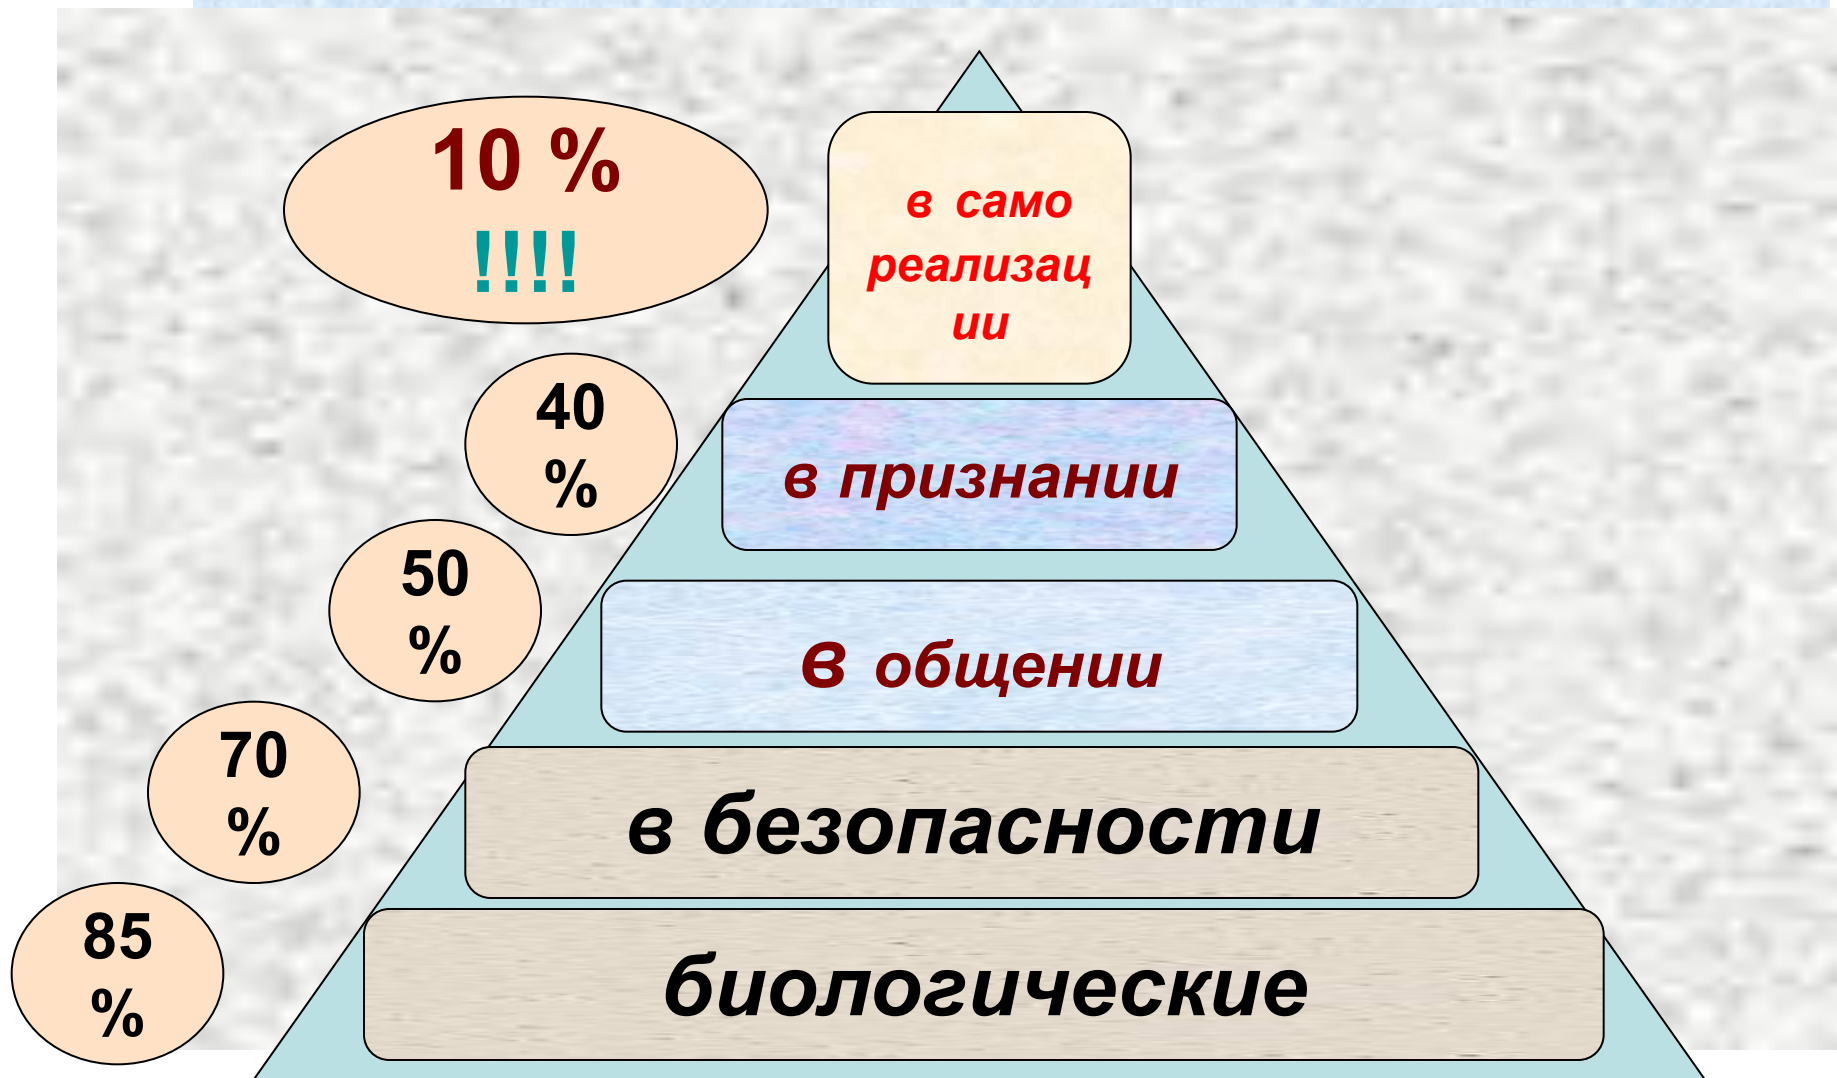 10 %
!!!!
в само
реализац
ии
40
%
в признании
50
%
в общении
70
%
в безопасности
85
%
биологические